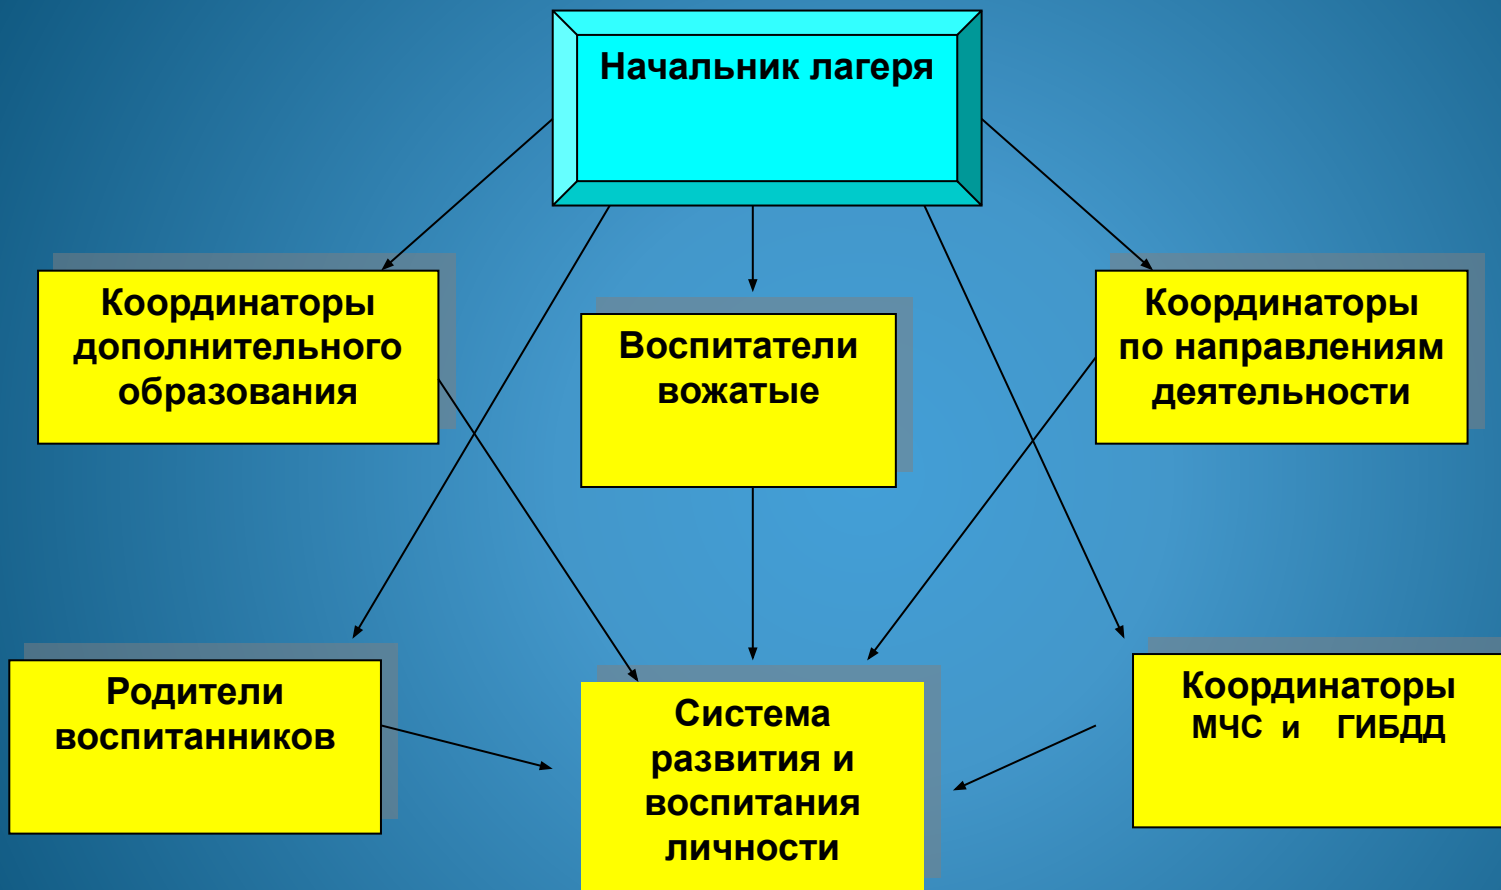 Начальник лагеря
Координаторы
дополнительного
образования
Воспитатели
вожатые
Координаторы
по направлениям
деятельности
Родители
воспитанников
Система
развития и
воспитания
личности
Координаторы
МЧС и ГИБДД